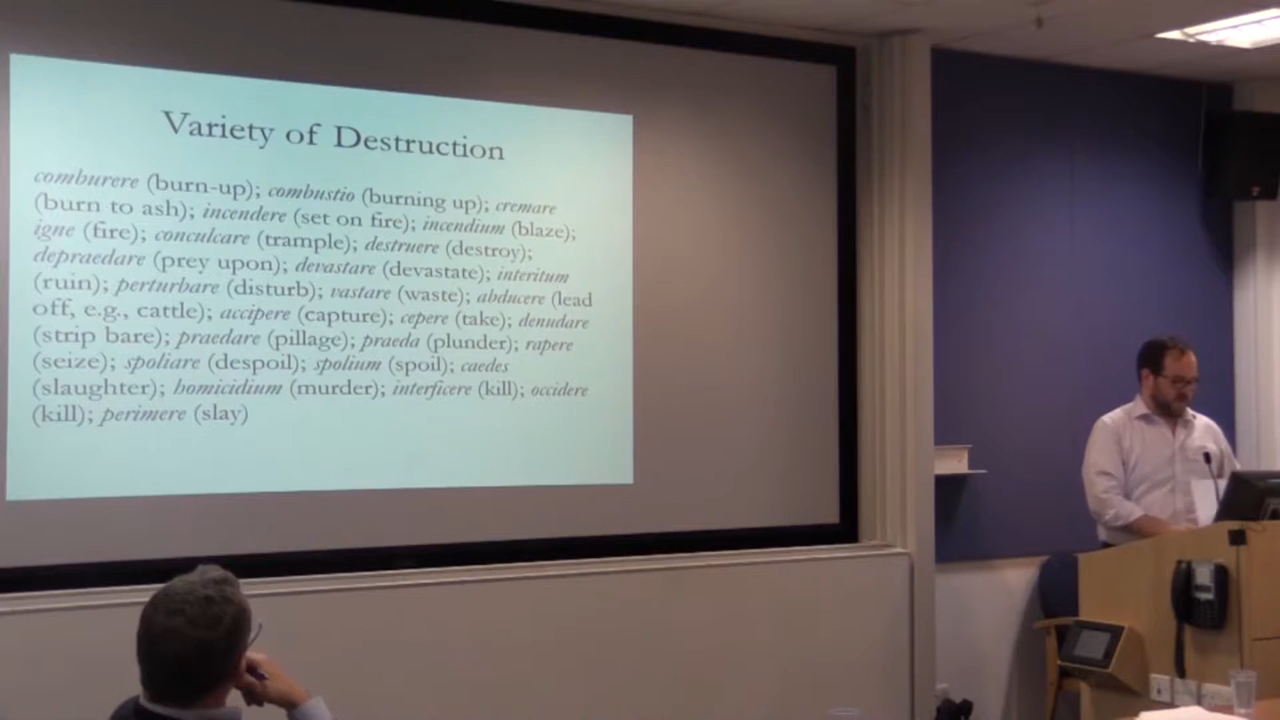 Variety of Destruction
comburere (burn-up); combustio (burning up); cremare
(burn to ash); incendere (set on fire); incendium (blaze);
igne (fire); conculcare (trample); destruere (destroy);
depraedare (prey upon); devastare (devastate); interitum
(ruin); perturbare (disturb); vastare (waste); abducere (lead
off, e.g., cattle); accipere (capture); cepere (take); denudare
(strip bare); praedare (pillage); praeda (plunder); rapere
(seize); spoliare (despoil); spolium (spoil); caedes
(slaughter); homicidium (murder); interficere (kill); occidere
(kill); perimere (slay)